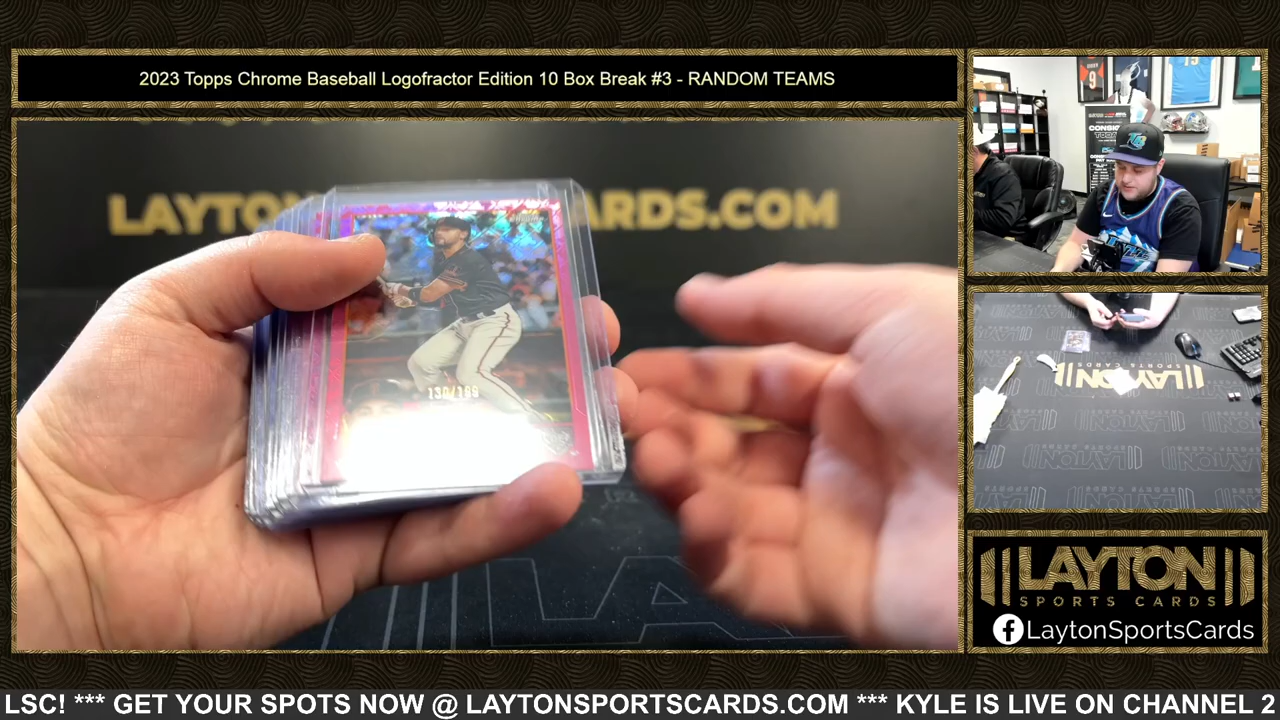 2023 Topps Chrome Baseball Logofractor Edition 10 Box Break #3 - RANDOM TEAMS
LAYTON
ARDS.COM
130/199
LAYTON
LAYTON
SPORTS CARDS
LaytonSportsCards
LSC! *** GET YOUR SPOTS NOW @ LAYTONSPORTSCARDS.COM *** KYLE IS LIVE ON CHANNEL 2